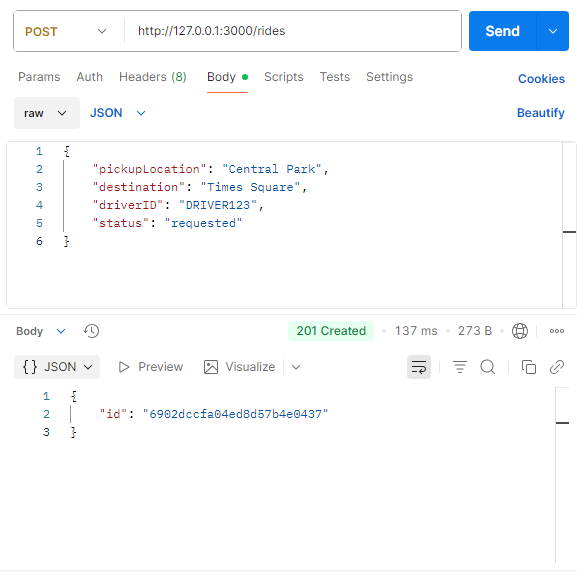 POST http://127.0.0.1:3000/rides Send
Params Auth Headers (8) Body Scripts Tests Settings Cookies
raw JSON Beautify
1 {
2 "pickupLocation": "Central Park",
3 "destination": "Times Square",
4 "driverID": "DRIVER123",
5 "status": "requested"
6 }
Body 201 Created 137 ms 273 B
{} JSON Preview Visualize
1 {
2 "id": "6902dccfa04ed8d57b4e0437"
3 }